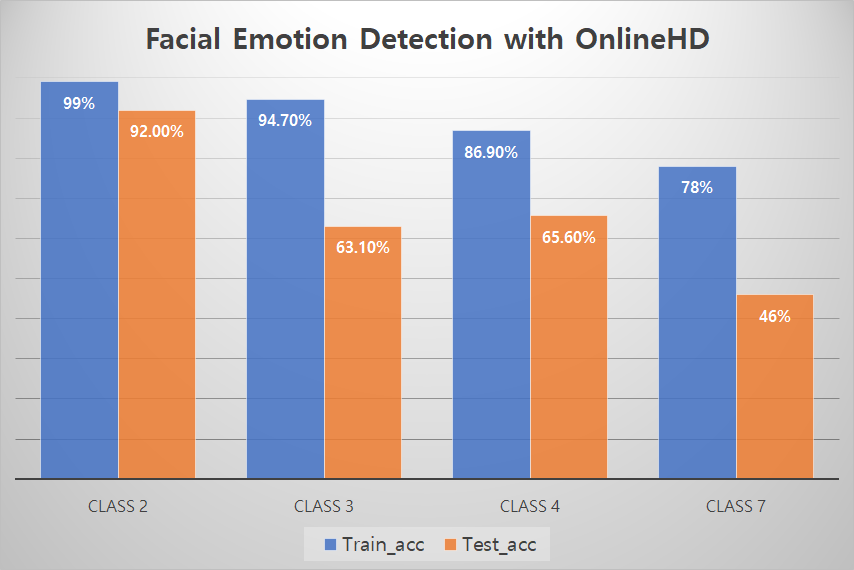 Facial Emotion Detection with OnlineHD
99%
92.00%
94.70%
63.10%
86.90%
65.60%
78%
46%
CLASS 2 CLASS 3 CLASS 4 CLASS 7
Train_acc Test_acc